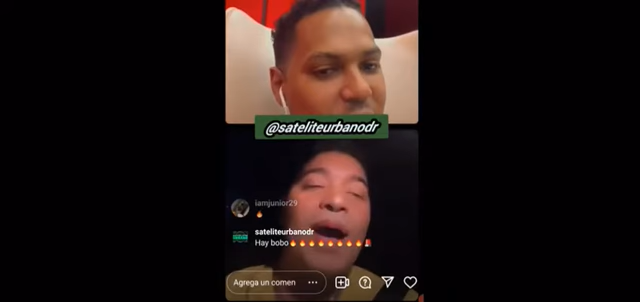 @sateliteurbanodr
iamjunior29
🔥
sateliteurbanodr
Hay bobo🔥🔥🔥🔥🔥🔥🔥🔥
Agrega un comen